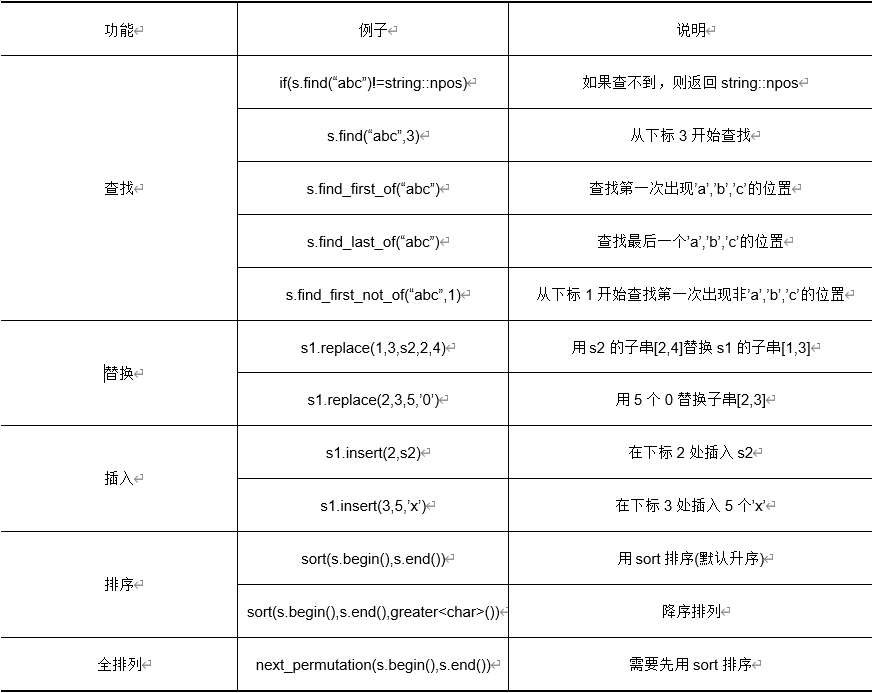 功能 例子 说明
查找 if(s.find(“abc”)!=string::npos) 如果查不到，则返回 string::npos
s.find(“abc”,3) 从下标 3 开始查找
s.find_first_of(“abc”) 查找第一次出现’a’,’b’,’c’的位置
s.find_last_of(“abc”) 查找最后一个’a’,’b’,’c’的位置
s.find_first_not_of(“abc”,1) 从下标 1 开始查找第一次出现非’a’,’b’,’c’的位置
替换 s1.replace(1,3,s2,2,4) 用 s2 的子串[2,4]替换 s1 的子串[1,3]
s1.replace(2,3,5,’0’) 用 5 个 0 替换子串[2,3]
插入 s1.insert(2,s2) 在下标 2 处插入 s2
s1.insert(3,5,’x’) 在下标 3 处插入 5 个’x’
排序 sort(s.begin(),s.end()) 用 sort 排序(默认升序)
sort(s.begin(),s.end(),greater<char>()) 降序排列
全排列 next_permutation(s.begin(),s.end()) 需要先用 sort 排序